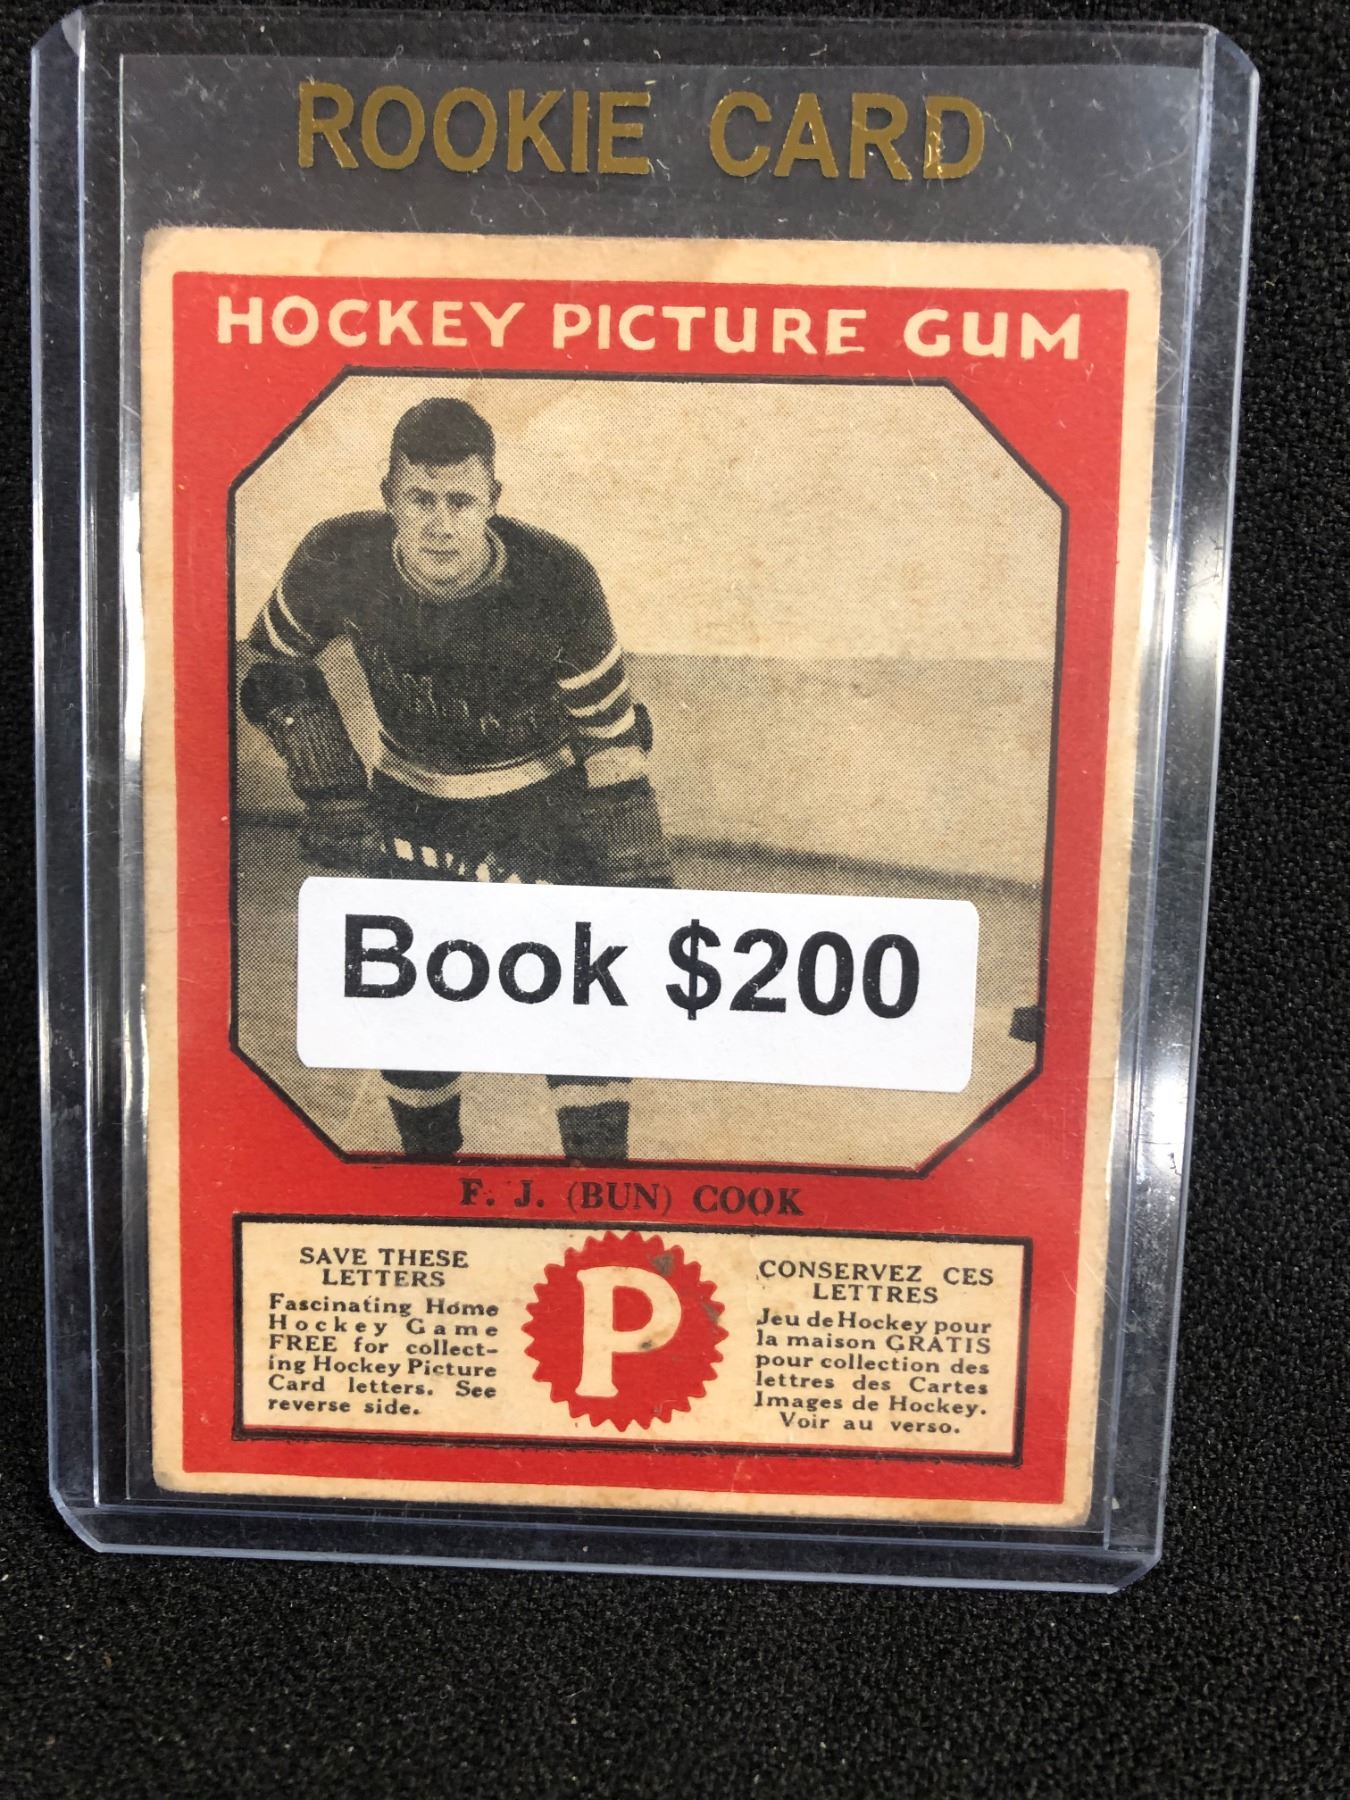 ROOKIE CARD
HOCKEY PICTURE GUM
Book $200
F. J. (BUN) COOK
SAVE THESE
LETTERS
Fascinating Home
Hockey Game
FREE for collect-
ing Hockey Picture
Card letters. See
reverse side.
P
CONSERVEZ CES
LETTRES
Jeu de Hockey pour
la maison GRATIS
pour collection des
lettres des Cartes
Images de Hockey.
Voir au verso.